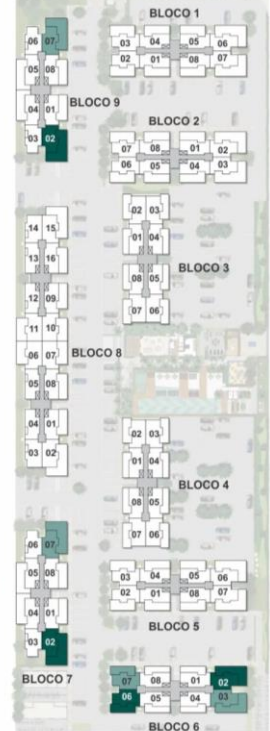 BLOCO 1
03 04 05 06
02 01 08 07
BLOCO 9
06 07
05 08
04 01
03 02
BLOCO 2
07 08 01 02
06 05 04 03
BLOCO 3
02 03
01 04
08 05
07 06
BLOCO 8
14 15
13 16
12 09
11 10
06 07
05 08
04 01
03 02
BLOCO 4
02 03
01 04
08 05
07 06
BLOCO 5
03 04 05 06
02 01 08 07
BLOCO 7
06 07
05 08
04 01
03 02
BLOCO 6
07 08 01 02
06 05 04 03